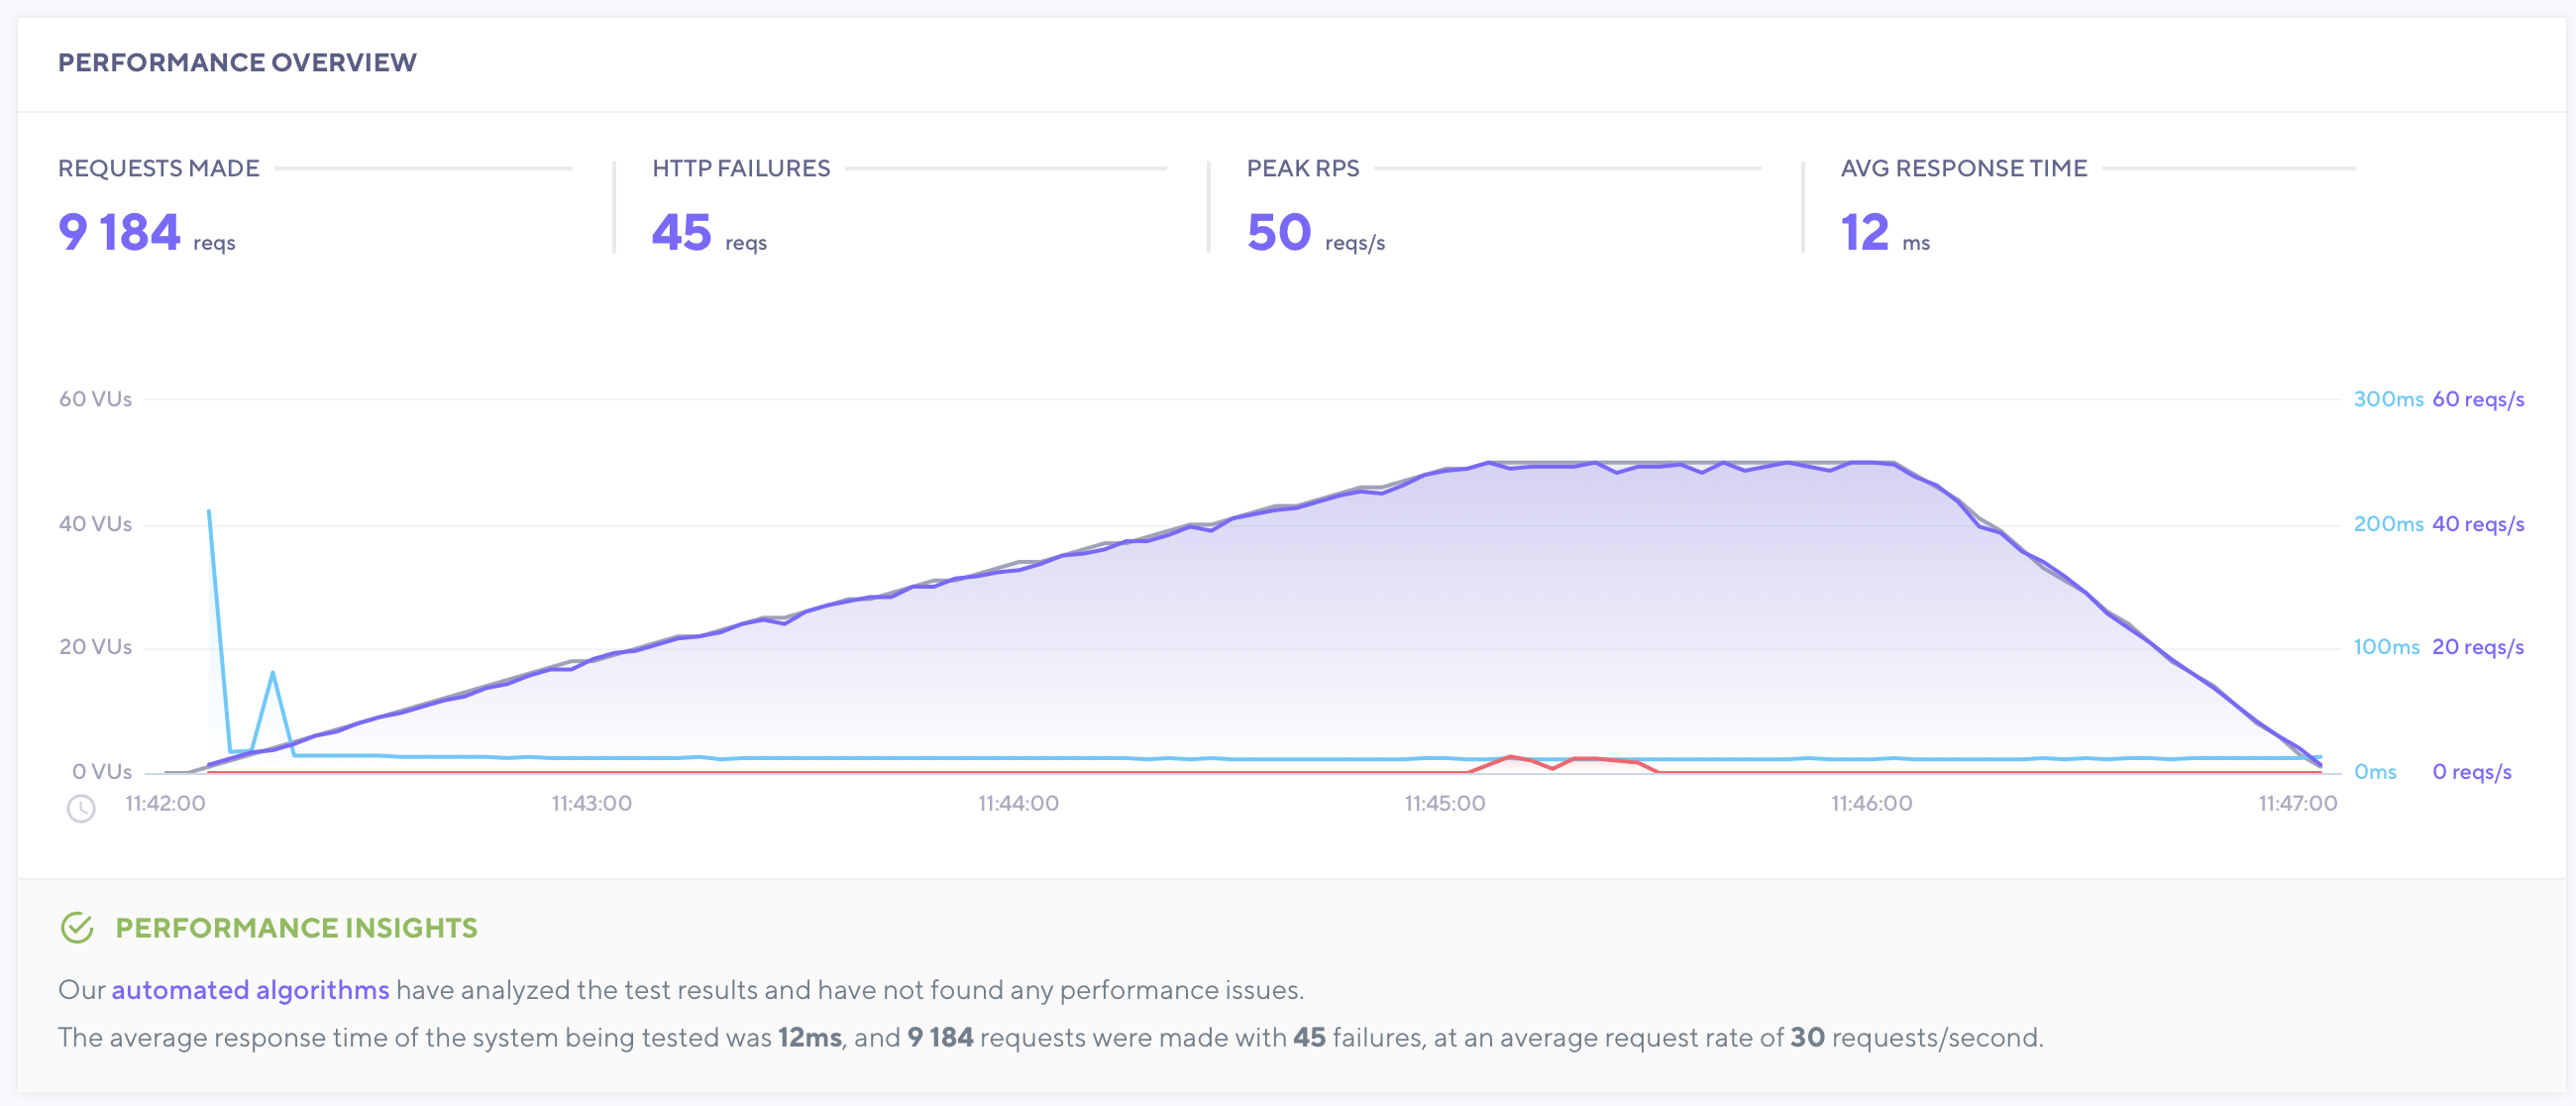 PERFORMANCE OVERVIEW
REQUESTS MADE
9 184 reqs
HTTP FAILURES
45 reqs
PEAK RPS
50 reqs/s
AVG RESPONSE TIME
12 ms
60 VUs
300ms 60 reqs/s
40 VUs
200ms 40 reqs/s
20 VUs
100ms 20 reqs/s
0 VUs
0ms 0 reqs/s
11:42:00 11:43:00 11:44:00 11:45:00 11:46:00 11:47:00
PERFORMANCE INSIGHTS
Our automated algorithms have analyzed the test results and have not found any performance issues.
The average response time of the system being tested was 12ms, and 9 184 requests were made with 45 failures, at an average request rate of 30 requests/second.